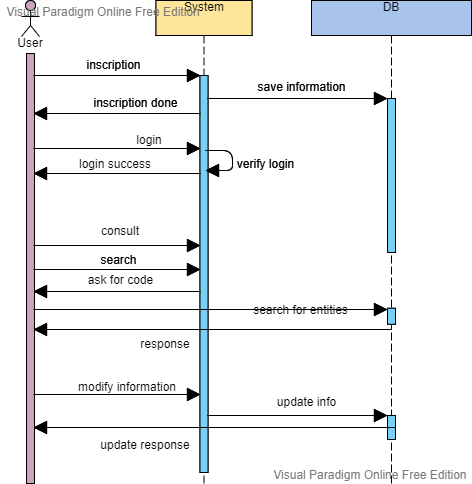 Visual Paradigm Online Free Edition
System
DB
User
inscription
save information
inscription done
login
login success
verify login
consult
search
ask for code
search for entities
response
modify information
update info
update response
Visual Paradigm Online Free Edition